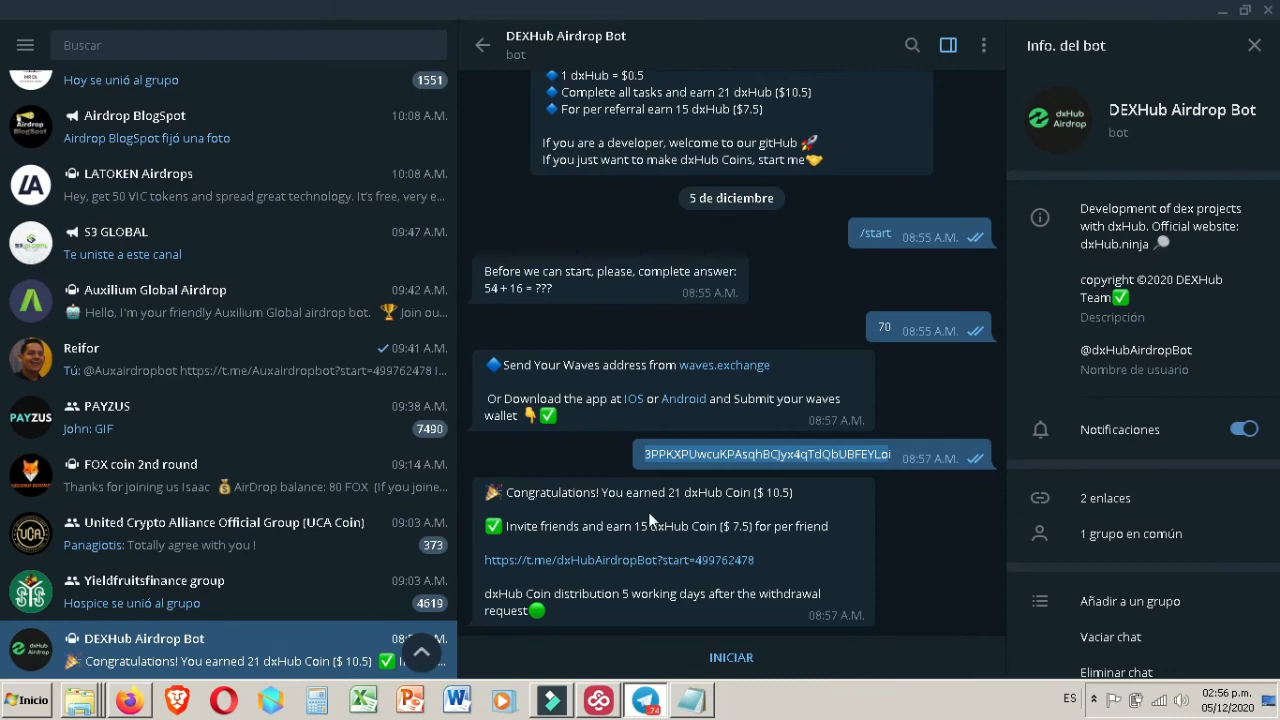 Buscar
Hoy se unió al grupo
1551
Airdrop BlogSpot
10:08 A.M.
Airdrop BlogSpot fijó una foto
LATOKEN Airdrops
10:08 A.M.
Hey, get 50 VIC tokens and spread great technology. It's free, very e...
S3 GLOBAL
09:47 A.M.
Te uniste a este canal
Auxilium Global Airdrop
09:42 A.M.
Hello, I'm your friendly Auxilium Global airdrop bot. 🏆 Join ou...
Reifor
09:41 A.M.
Tú: @Auxairdropbot https://t.me/Auxairdropbot?start=499762478 I...
PAYZUS
09:38 A.M.
John: GIF
7490
FOX coin 2nd round
09:14 A.M.
Thanks for joining us Isaac 💰 AirDrop balance: 80 FOX (If you joine...
United Crypto Alliance Official Group (UCA Coin)
09:03 A.M.
Panagiotis: Totally agree with you !
373
Yieldfruitsfinance group
09:03 A.M.
Hospice se unió al grupo
4619
DEXHub Airdrop Bot
🎉 Congratulations! You earned 21 dxHub Coin ($ 10.5) ✅
DEXHub Airdrop Bot
bot
🔹 1 dxHub = $0.5
🔹 Complete all tasks and earn 21 dxHub ($10.5)
🔹 For per referral earn 15 dxHub ($7.5)
If you are a developer, welcome to our gitHub 🚀
If you just want to make dxHub Coins, start me🤝
5 de diciembre
/start 08:55 A.M.
Before we can start, please, complete answer:
54 + 16 = ???
08:55 A.M.
70 08:55 A.M.
🔷Send Your Waves address from waves.exchange
Or Download the app at IOS or Android and Submit your waves
wallet 👇✅
08:57 A.M.
3PPKXPUwcuKPAsqhBCJyx4qTdQbUBFEYLai 08:57 A.M.
🎉 Congratulations! You earned 21 dxHub Coin ($ 10.5)
✅ Invite friends and earn 15 dxHub Coin ($ 7.5) for per friend
https://t.me/dxHubAirdropBot?start=499762478
dxHub Coin distribution 5 working days after the withdrawal
request🟢
08:57 A.M.
INICIAR
Info. del bot
DEXHub Airdrop Bot
bot
Development of dex projects
with dxHub. Official website:
dxHub.ninja 🔎
copyright ©2020 DEXHub
Team✅
Descripción
@dxHubAirdropBot
Nombre de usuario
Notificaciones
2 enlaces
1 grupo en común
Añadir a un grupo
Vaciar chat
Eliminar chat
dxHub
Airdrop
PAYZUS
UCA
Inicio
74
ES
02:56 p.m.
05/12/2020